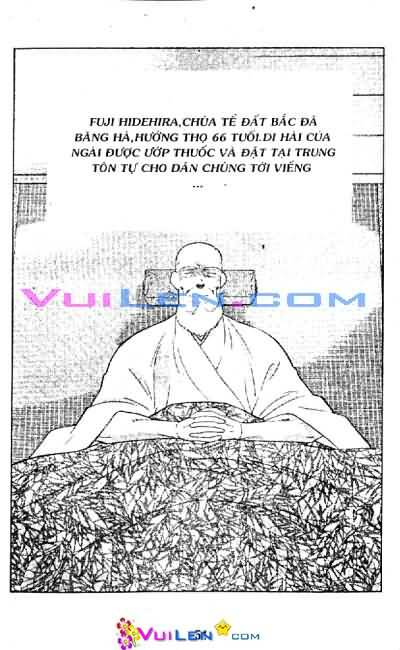 FUJI HIDEHIRA,CHÚA TỂ ĐẤT BẮC ĐÃ
BĂNG HÀ,HƯỞNG THỌ 66 TUỔI.DI HÀI CỦA
NGÀI ĐƯỢC ƯỚP THUỐC VÀ ĐẶT TẠI TRUNG
TÔN TỰ CHO DÂN CHÚNG TỚI VIẾNG
...
VUILEN.COM
VUILEN.COM